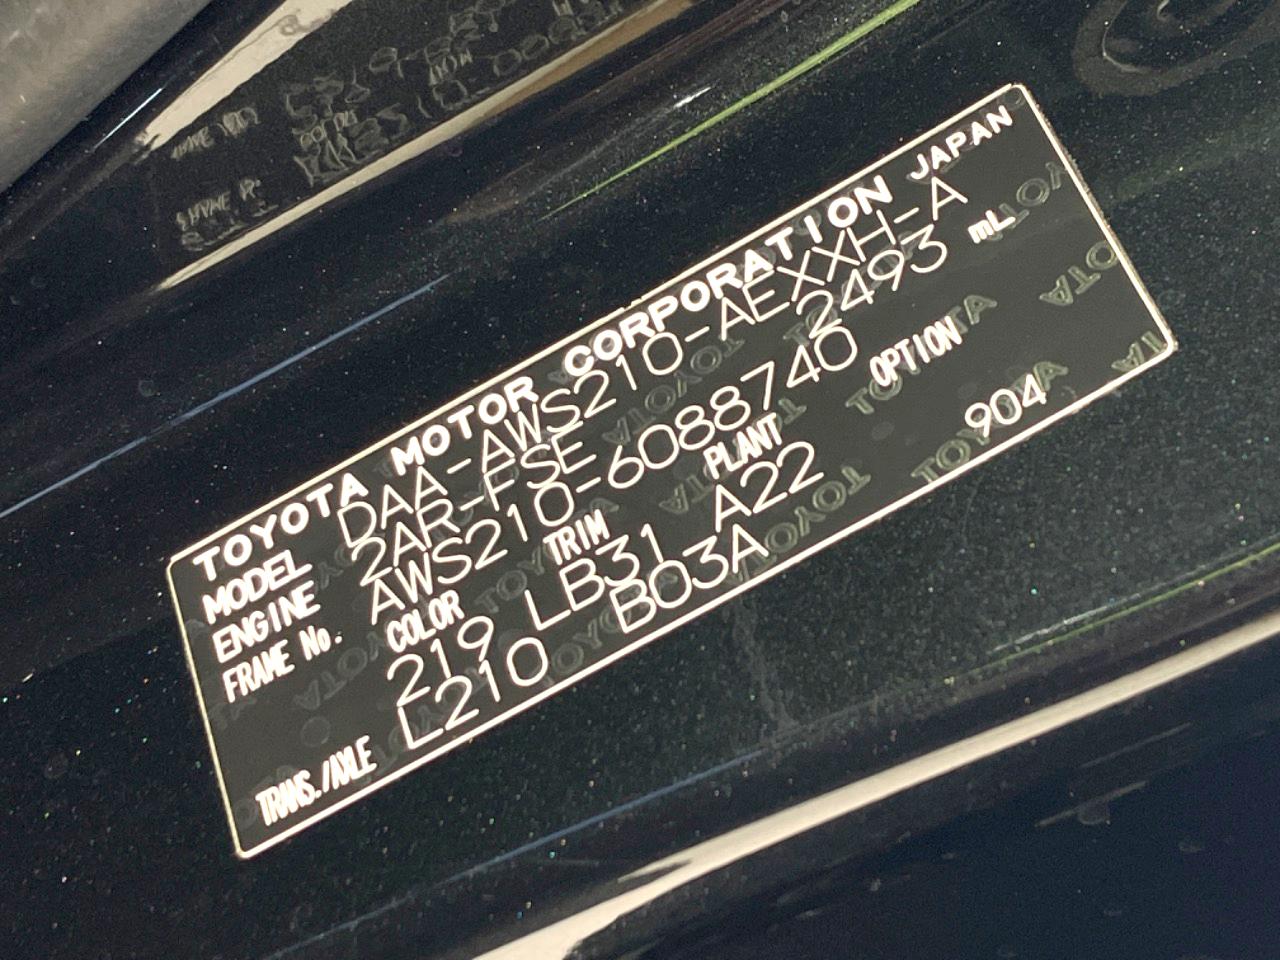 TOYOTA MOTOR CORPORATION JAPAN
MODEL DAA-AWS210-AEXXH-A
ENGINE 2AR-FSE 2493 mL
FRAME No. AWS210-6088740
COLOR TRIM PLANT OPTION
219 LB31 A22 904
TRANS./AXLE L210 B03A